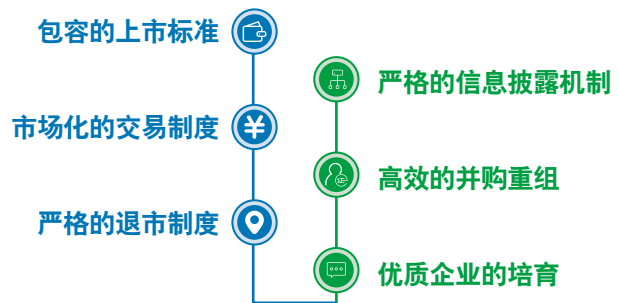 包容的上市标准
严格的信息披露机制
市场化的交易制度
高效的并购重组
严格的退市制度
优质企业的培育